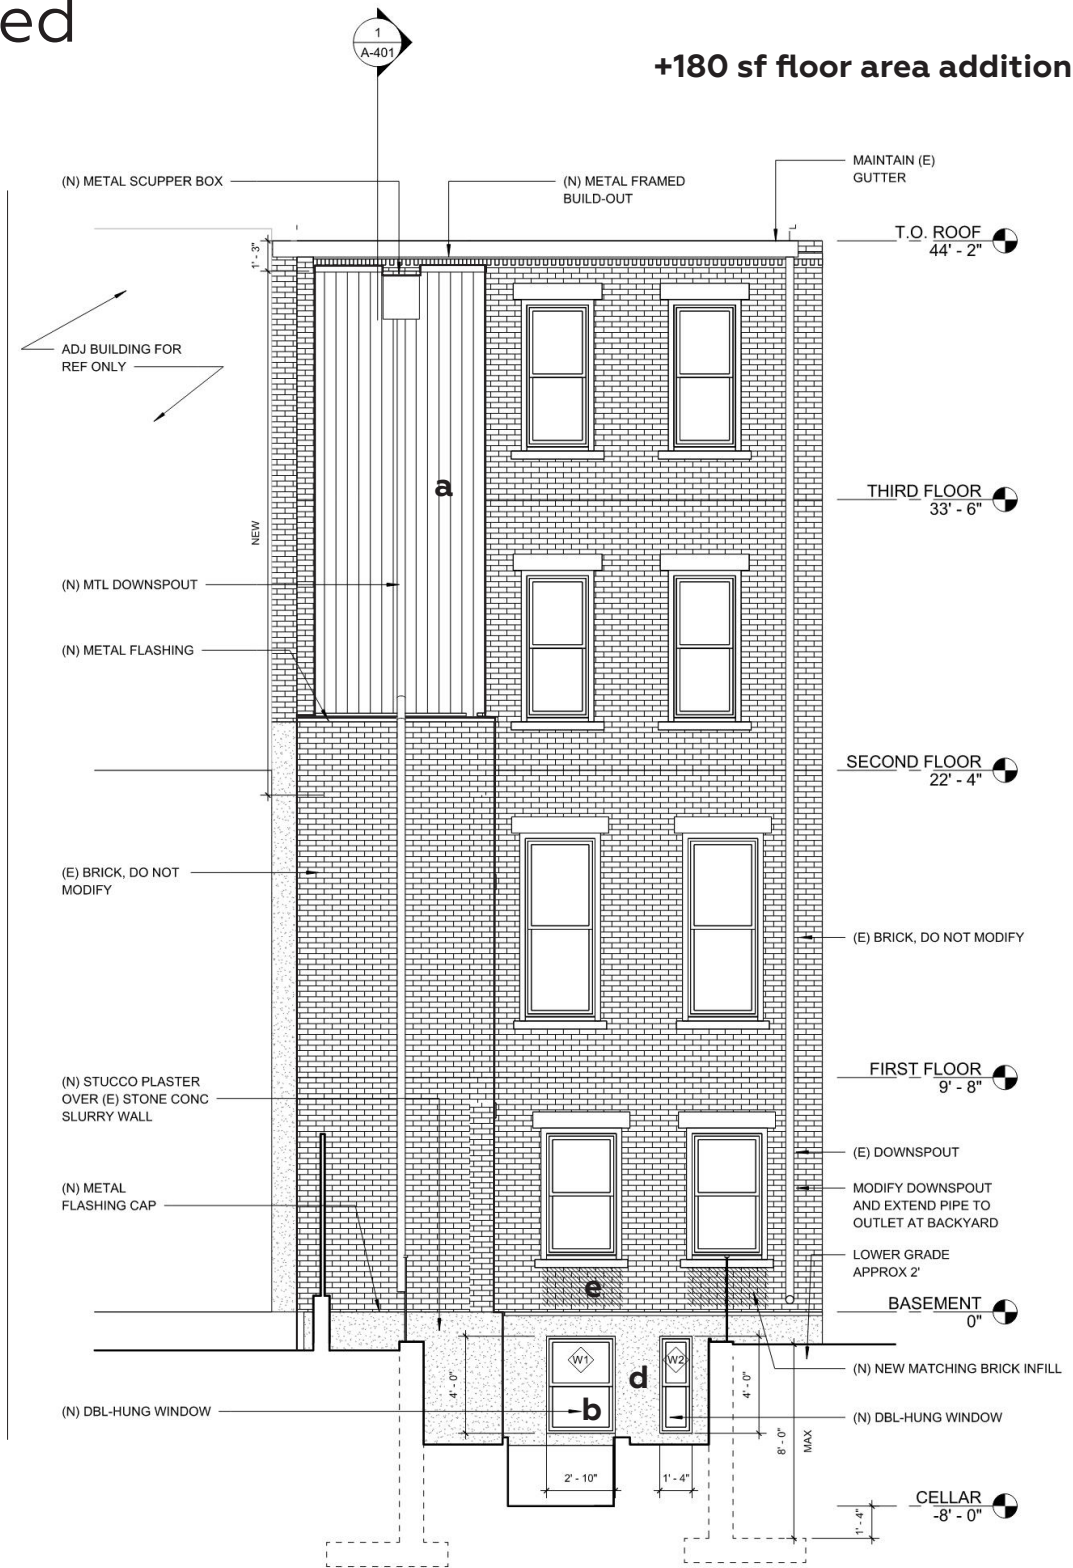 ed
1
A-401
+180 sf floor area addition
(N) METAL SCUPPER BOX
(N) METAL FRAMED
BUILD-OUT
MAINTAIN (E)
GUTTER
T.O. ROOF
44' - 2"
1' - 3"
ADJ BUILDING FOR
REF ONLY
a
THIRD FLOOR
33' - 6"
NEW
(N) MTL DOWNSPOUT
(N) METAL FLASHING
SECOND FLOOR
22' - 4"
(E) BRICK, DO NOT
MODIFY
(E) BRICK, DO NOT MODIFY
FIRST FLOOR
9' - 8"
(N) STUCCO PLASTER
OVER (E) STONE CONC
SLURRY WALL
(E) DOWNSPOUT
(N) METAL
FLASHING CAP
MODIFY DOWNSPOUT
AND EXTEND PIPE TO
OUTLET AT BACKYARD
LOWER GRADE
APPROX 2'
e
BASEMENT
0"
W1
W2
(N) NEW MATCHING BRICK INFILL
4' - 0"
d
4' - 0"
(N) DBL-HUNG WINDOW
b
(N) DBL-HUNG WINDOW
8' - 0"
MAX
2' - 10"
1' - 4"
CELLAR
-8' - 0"
1' - 4"